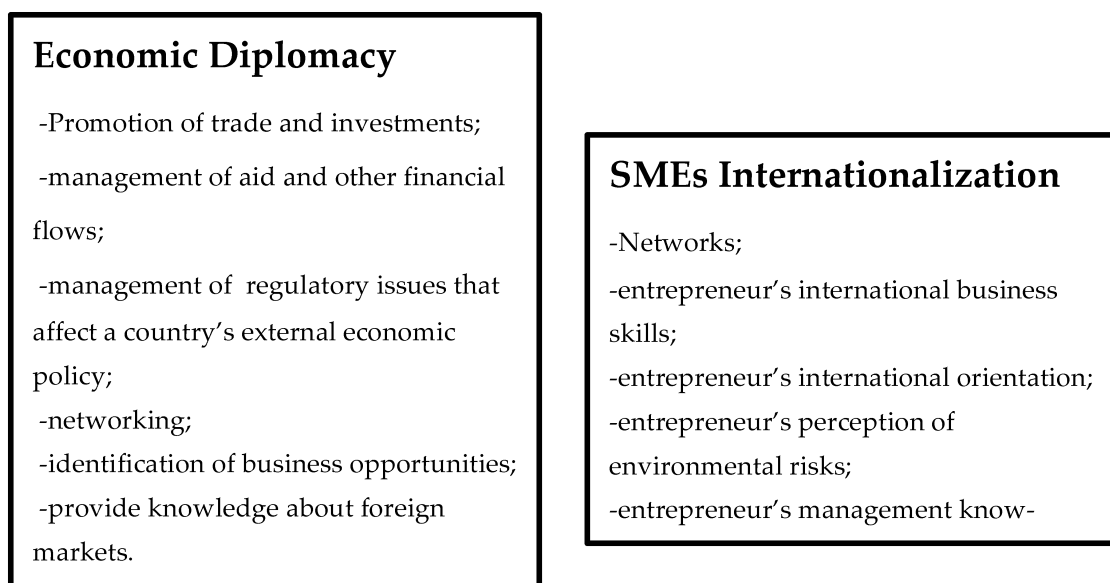 Economic Diplomacy
-Promotion of trade and investments;
-management of aid and other financial
flows;
-management of  regulatory issues that
affect a country’s external economic
policy;
-networking;
-identification of business opportunities;
-provide knowledge about foreign
markets.
SMEs Internationalization
-Networks;
-entrepreneur’s international business
skills;
-entrepreneur’s international orientation;
-entrepreneur’s perception of
environmental risks;
-entrepreneur’s management know-